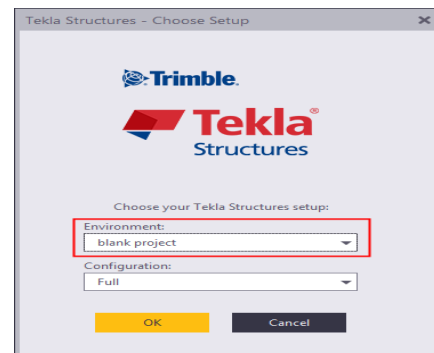 Tekla Structures - Choose Setup
Trimble.
Tekla®
Structures
Choose your Tekla Structures setup:
Environment:
blank project
Configuration:
Full
OK Cancel